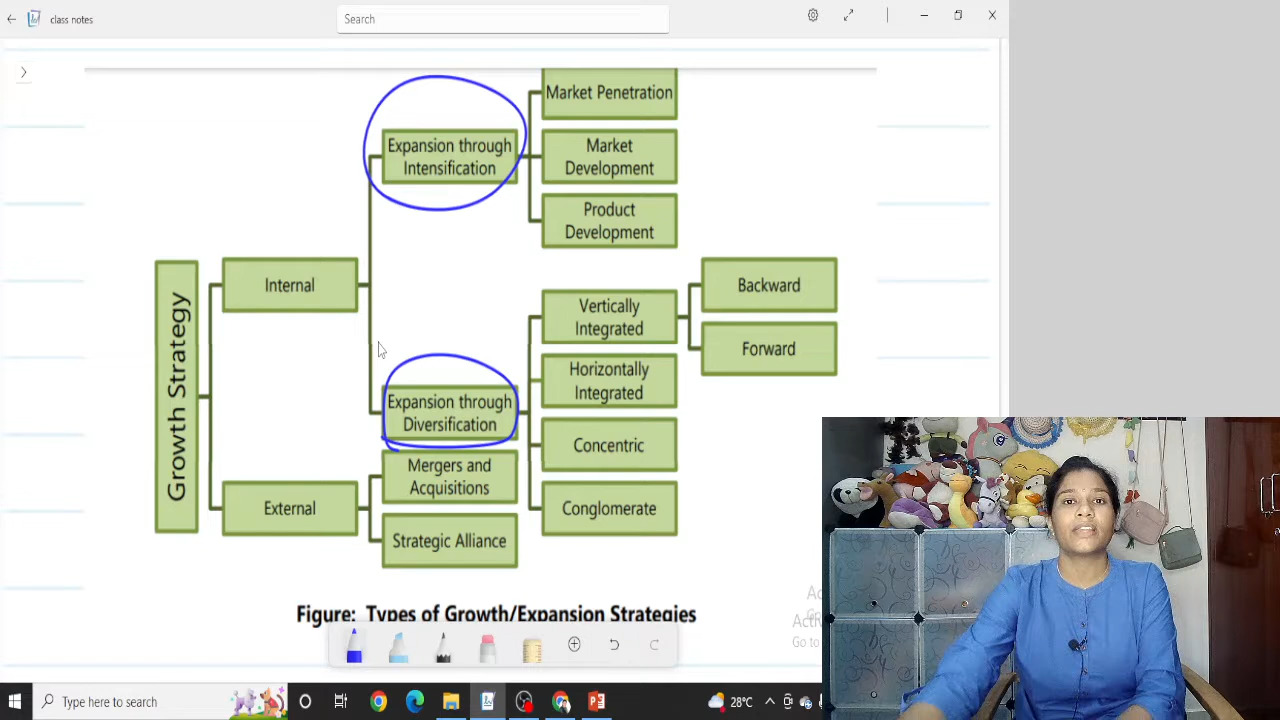 class notes
Search
Market Penetration
Expansion through
Intensification
Market
Development
Product
Development
Growth Strategy
Internal
Backward
Vertically
Integrated
Forward
Horizontally
Integrated
Expansion through
Diversification
Concentric
Mergers and
Acquisitions
External
Conglomerate
Strategic Alliance
Figure: Types of Growth/Expansion Strategies
Go to
Type here to search
28°C